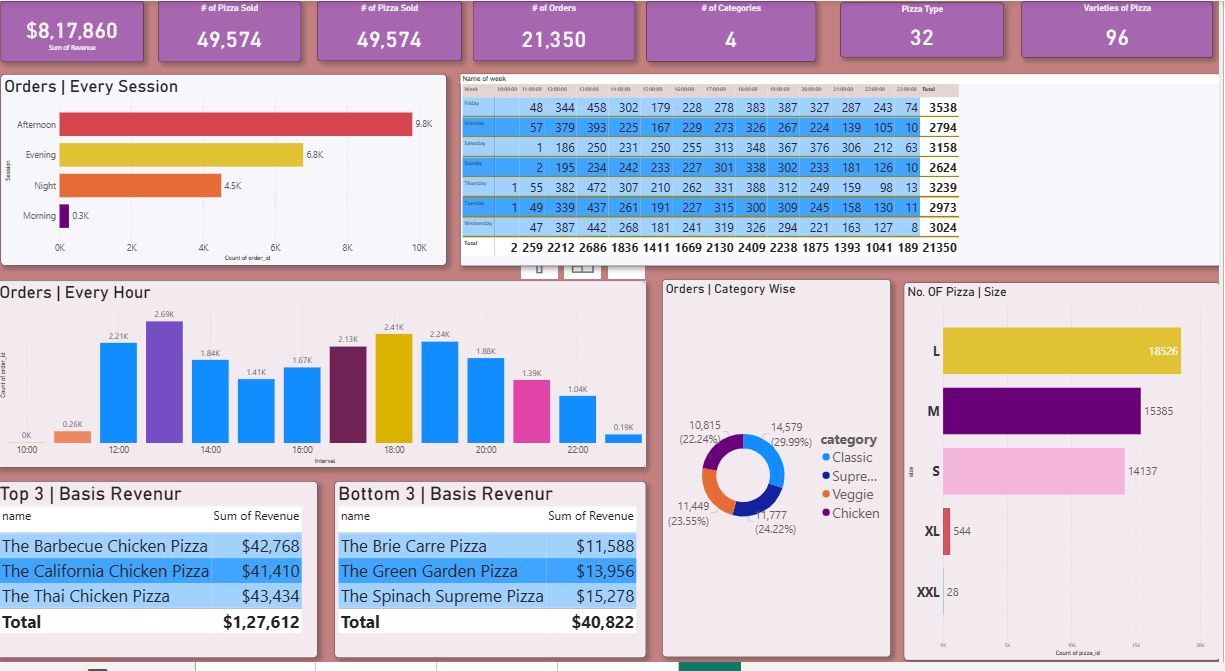 $8,17,860
Sum of Revenue
# of Pizza Sold
49,574
# of Pizza Sold
49,574
# of Orders
21,350
# of Categories
4
Pizza Type
32
Varieties of Pizza
96
Orders | Every Session
Session
Afternoon 9.8K
Evening 6.8K
Night 4.5K
Morning 0.3K
0K 2K 4K 6K 8K 10K
Count of order_id
Name of week
Week 10:00:00 11:00:00 12:00:00 13:00:00 14:00:00 15:00:00 16:00:00 17:00:00 18:00:00 19:00:00 20:00:00 21:00:00 22:00:00 23:00:00 Total
Friday 48 344 458 302 179 228 278 383 387 327 287 243 74 3538
Monday 57 379 393 225 167 229 273 326 267 224 139 105 10 2794
Saturday 1 186 250 231 250 255 313 348 367 376 306 212 63 3158
Sunday 2 195 234 242 233 227 301 338 302 233 181 126 10 2624
Thursday 1 55 382 472 307 210 262 331 388 312 249 159 98 13 3239
Tuesday 1 49 339 437 261 191 227 315 300 309 245 158 130 11 2973
Wednesday 47 387 442 268 181 241 319 326 294 221 163 127 8 3024
Total 2 259 2212 2686 1836 1411 1669 2130 2409 2238 1875 1393 1041 189 21350
Orders | Every Hour
Count of order_id
0K 0.26K 2.21K 2.69K 1.84K 1.41K 1.67K 2.13K 2.41K 2.24K 1.88K 1.39K 1.04K 0.19K
10:00 12:00 14:00 16:00 18:00 20:00 22:00
Interval
Orders | Category Wise
10,815
(22.24%)
14,579
(29.99%)
11,449
(23.55%)
11,777
(24.22%)
category
Classic
Supre...
Veggie
Chicken
No. OF Pizza | Size
size
L 18526
M 15385
S 14137
XL 544
XXL 28
0K 5K 10K 15K 20K
Count of pizza_id
Top 3 | Basis Revenur
name Sum of Revenue
The Barbecue Chicken Pizza $42,768
The California Chicken Pizza $41,410
The Thai Chicken Pizza $43,434
Total $1,27,612
Bottom 3 | Basis Revenur
name Sum of Revenue
The Brie Carre Pizza $11,588
The Green Garden Pizza $13,956
The Spinach Supreme Pizza $15,278
Total $40,822